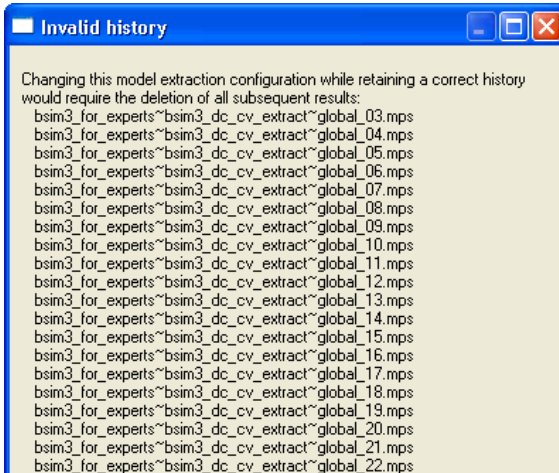 Invalid history
Changing this model extraction configuration while retaining a correct history
would require the deletion of all subsequent results:
bsim3_for_experts~bsim3_dc_cv_extract~global_03.mps
bsim3_for_experts~bsim3_dc_cv_extract~global_04.mps
bsim3_for_experts~bsim3_dc_cv_extract~global_05.mps
bsim3_for_experts~bsim3_dc_cv_extract~global_06.mps
bsim3_for_experts~bsim3_dc_cv_extract~global_07.mps
bsim3_for_experts~bsim3_dc_cv_extract~global_08.mps
bsim3_for_experts~bsim3_dc_cv_extract~global_09.mps
bsim3_for_experts~bsim3_dc_cv_extract~global_10.mps
bsim3_for_experts~bsim3_dc_cv_extract~global_11.mps
bsim3_for_experts~bsim3_dc_cv_extract~global_12.mps
bsim3_for_experts~bsim3_dc_cv_extract~global_13.mps
bsim3_for_experts~bsim3_dc_cv_extract~global_14.mps
bsim3_for_experts~bsim3_dc_cv_extract~global_15.mps
bsim3_for_experts~bsim3_dc_cv_extract~global_16.mps
bsim3_for_experts~bsim3_dc_cv_extract~global_17.mps
bsim3_for_experts~bsim3_dc_cv_extract~global_18.mps
bsim3_for_experts~bsim3_dc_cv_extract~global_19.mps
bsim3_for_experts~bsim3_dc_cv_extract~global_20.mps
bsim3_for_experts~bsim3_dc_cv_extract~global_21.mps
bsim3_for_experts~bsim3_dc_cv_extract~global_22.mps